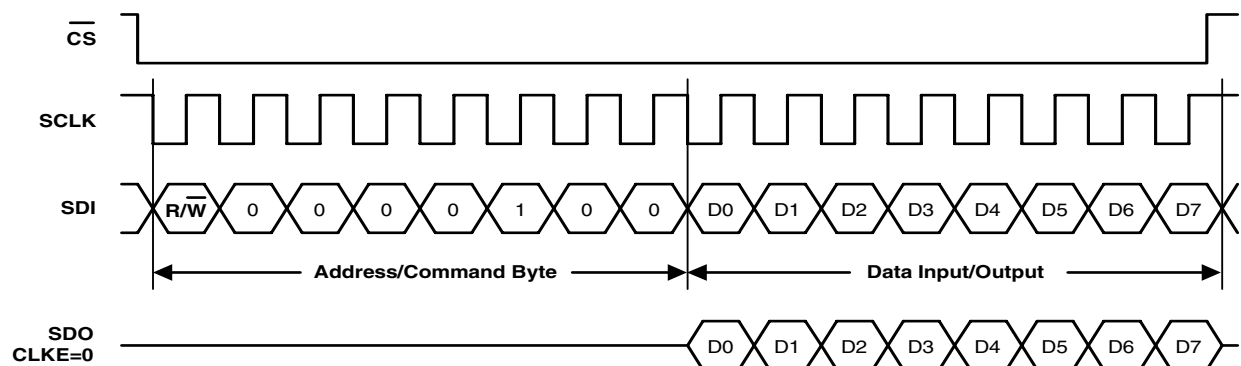 CS
SCLK
SDI R/W 0 0 0 0 1 0 0 D0 D1 D2 D3 D4 D5 D6 D7
Address/Command Byte Data Input/Output
SDO
CLKE=0 D0 D1 D2 D3 D4 D5 D6 D7